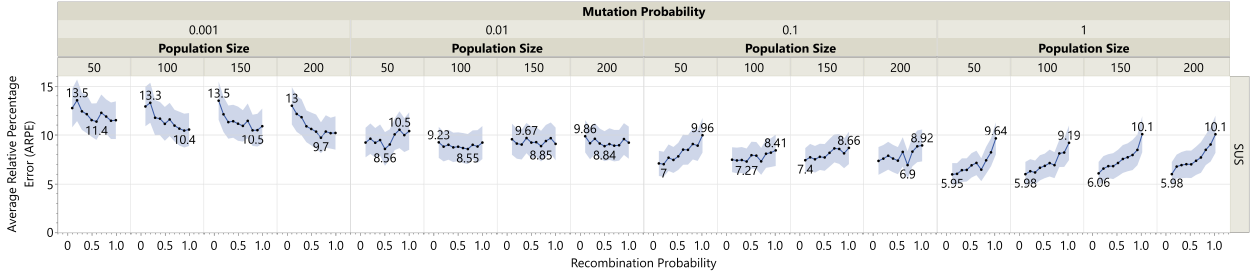 Mutation Probability
0.001 0.01 0.1 1
Population Size Population Size Population Size Population Size
50 100 150 200 50 100 150 200 50 100 150 200 50 100 150 200
Average Relative Percentage
Error (ARPE)
15
10
5
0
13.5 11.4
13.3 10.4
13.5 10.5
13 9.7
8.56 10.5
9.23 8.55
9.67 8.85
9.86 8.84
7 9.96
7.27 8.41
7.4 8.66
6.9 8.92
5.95 9.64
5.98 9.19
6.06 10.1
5.98 10.1
SUS
0 0.5 1.0 0 0.5 1.0 0 0.5 1.0 0 0.5 1.0 0 0.5 1.0 0 0.5 1.0 0 0.5 1.0 0 0.5 1.0 0 0.5 1.0 0 0.5 1.0 0 0.5 1.0 0 0.5 1.0 0 0.5 1.0 0 0.5 1.0 0 0.5 1.0 0 0.5 1.0
Recombination Probability